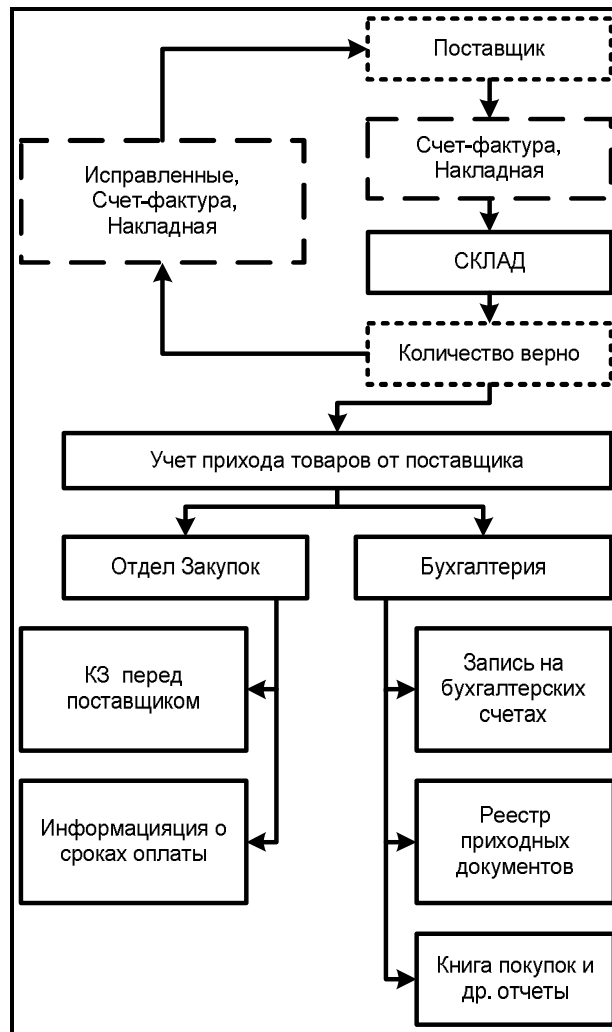 Поставщик
Счет-фактура,
Накладная
Исправленные,
Счет-фактура,
Накладная
СКЛАД
Количество верно
Учет прихода товаров от поставщика
Отдел Закупок
Бухгалтерия
КЗ перед
поставщиком
Запись на
бухгалтерских
счетах
Информацияция о
сроках оплаты
Реестр
приходных
документов
Книга покупок и
др. отчеты